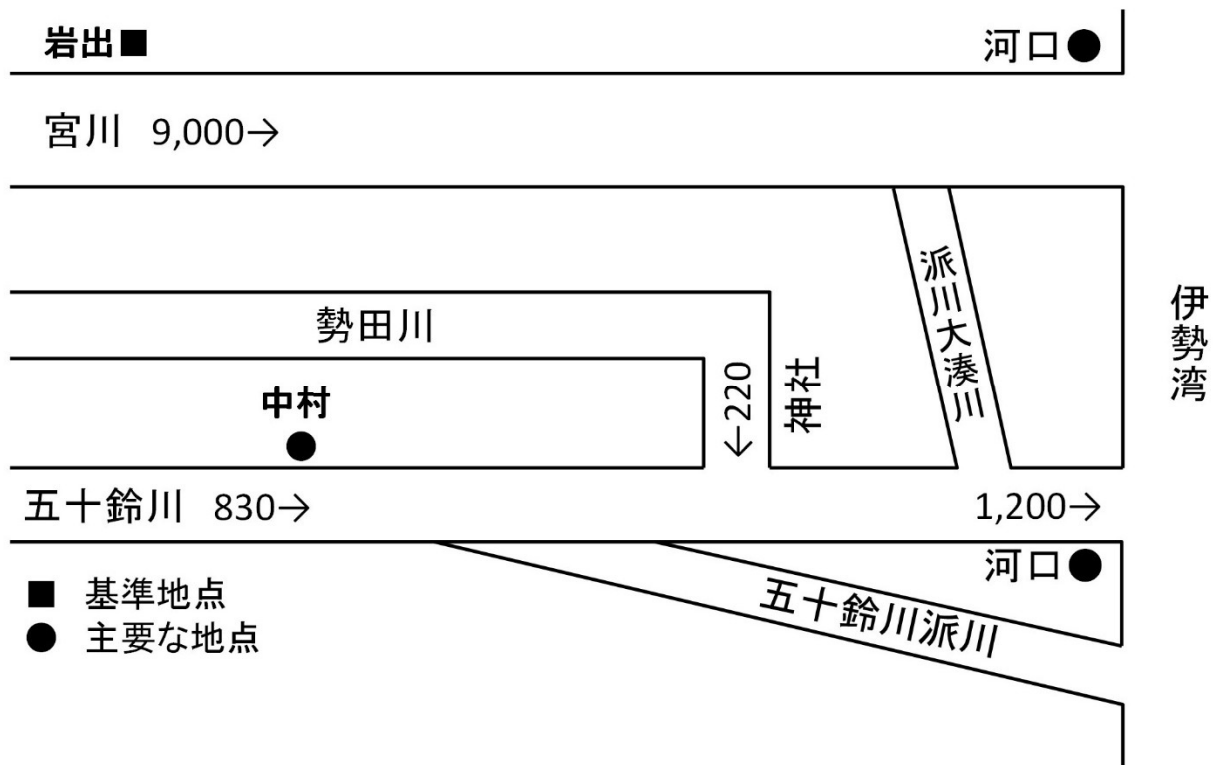 岩出■
河口●
宮川 9,000→
派川大湊川
伊勢湾
勢田川
←220
神社
中村
●
五十鈴川 830→
1,200→
河口●
五十鈴川派川
■ 基準地点
● 主要な地点